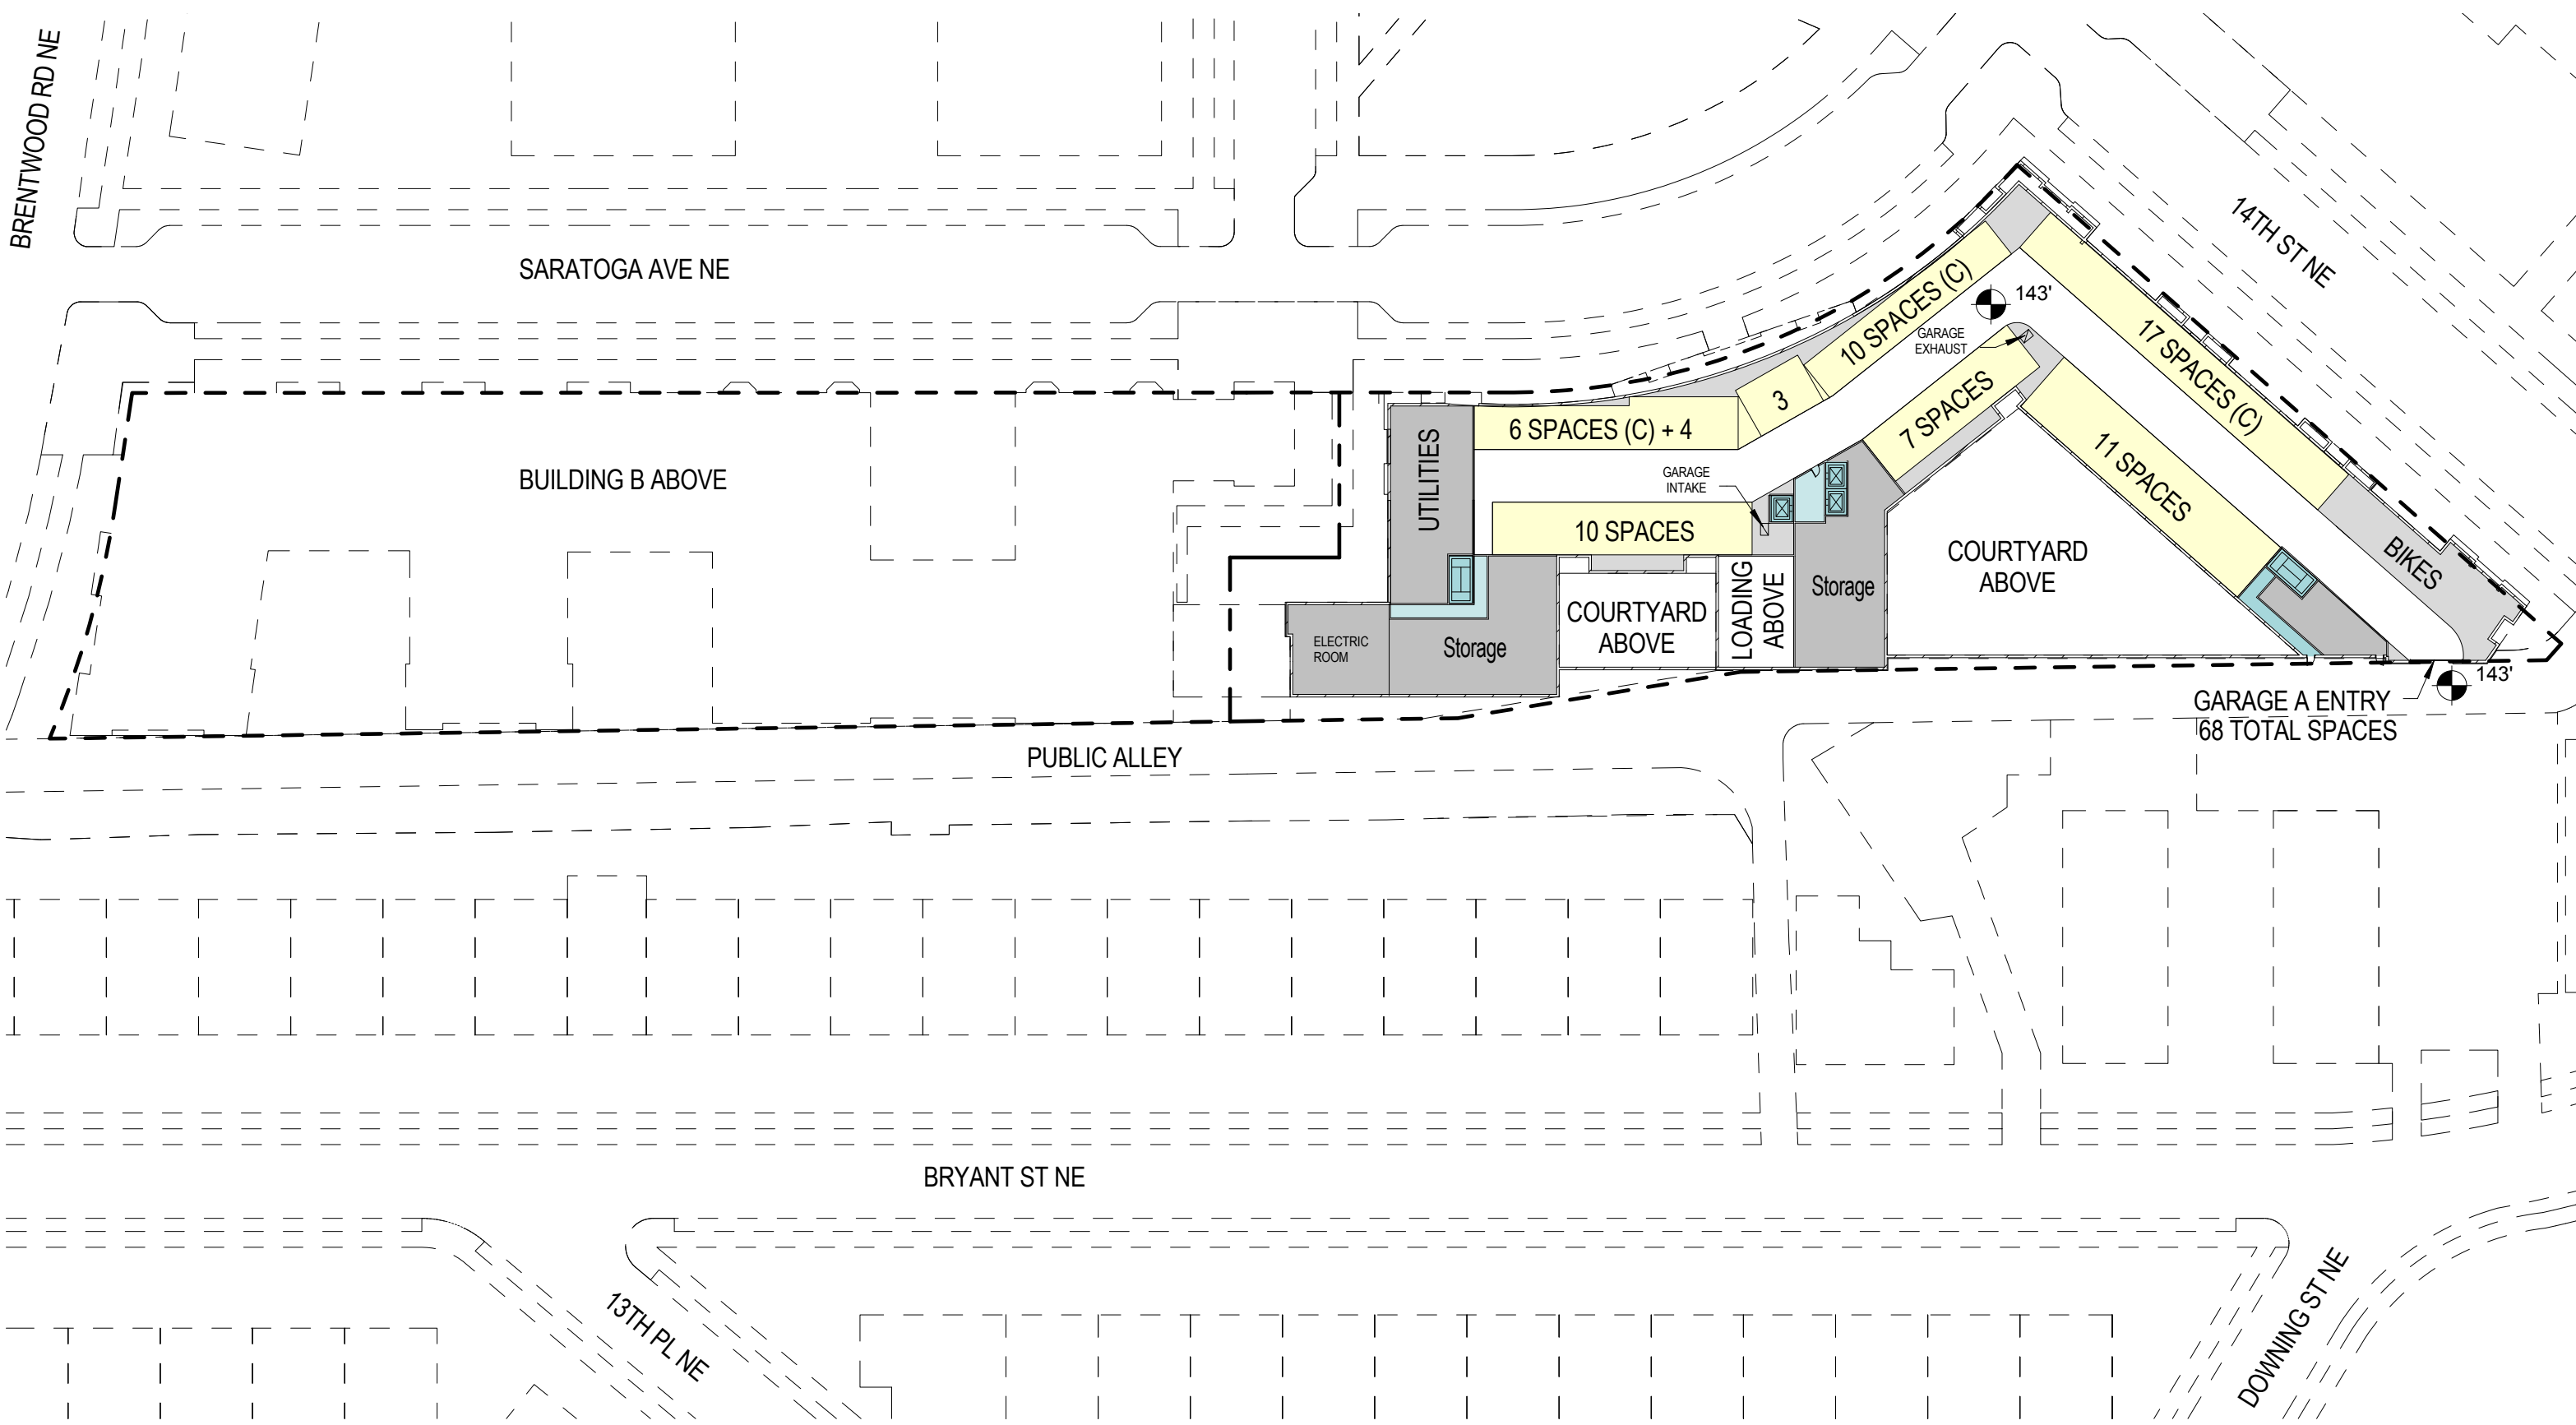 BRENTWOOD RD NE
SARATOGA AVE NE
14TH ST NE
143'
10 SPACES (C)
GARAGE
EXHAUST
17 SPACES (C)
3
7 SPACES
6 SPACES (C) + 4
UTILITIES
11 SPACES
BUILDING B ABOVE
GARAGE
INTAKE
10 SPACES
COURTYARD
ABOVE
BIKES
Storage
LOADING
ABOVE
COURTYARD
ABOVE
ELECTRIC
ROOM
Storage
143'
GARAGE A ENTRY
68 TOTAL SPACES
PUBLIC ALLEY
BRYANT ST NE
13TH PL NE
DOWNING ST NE